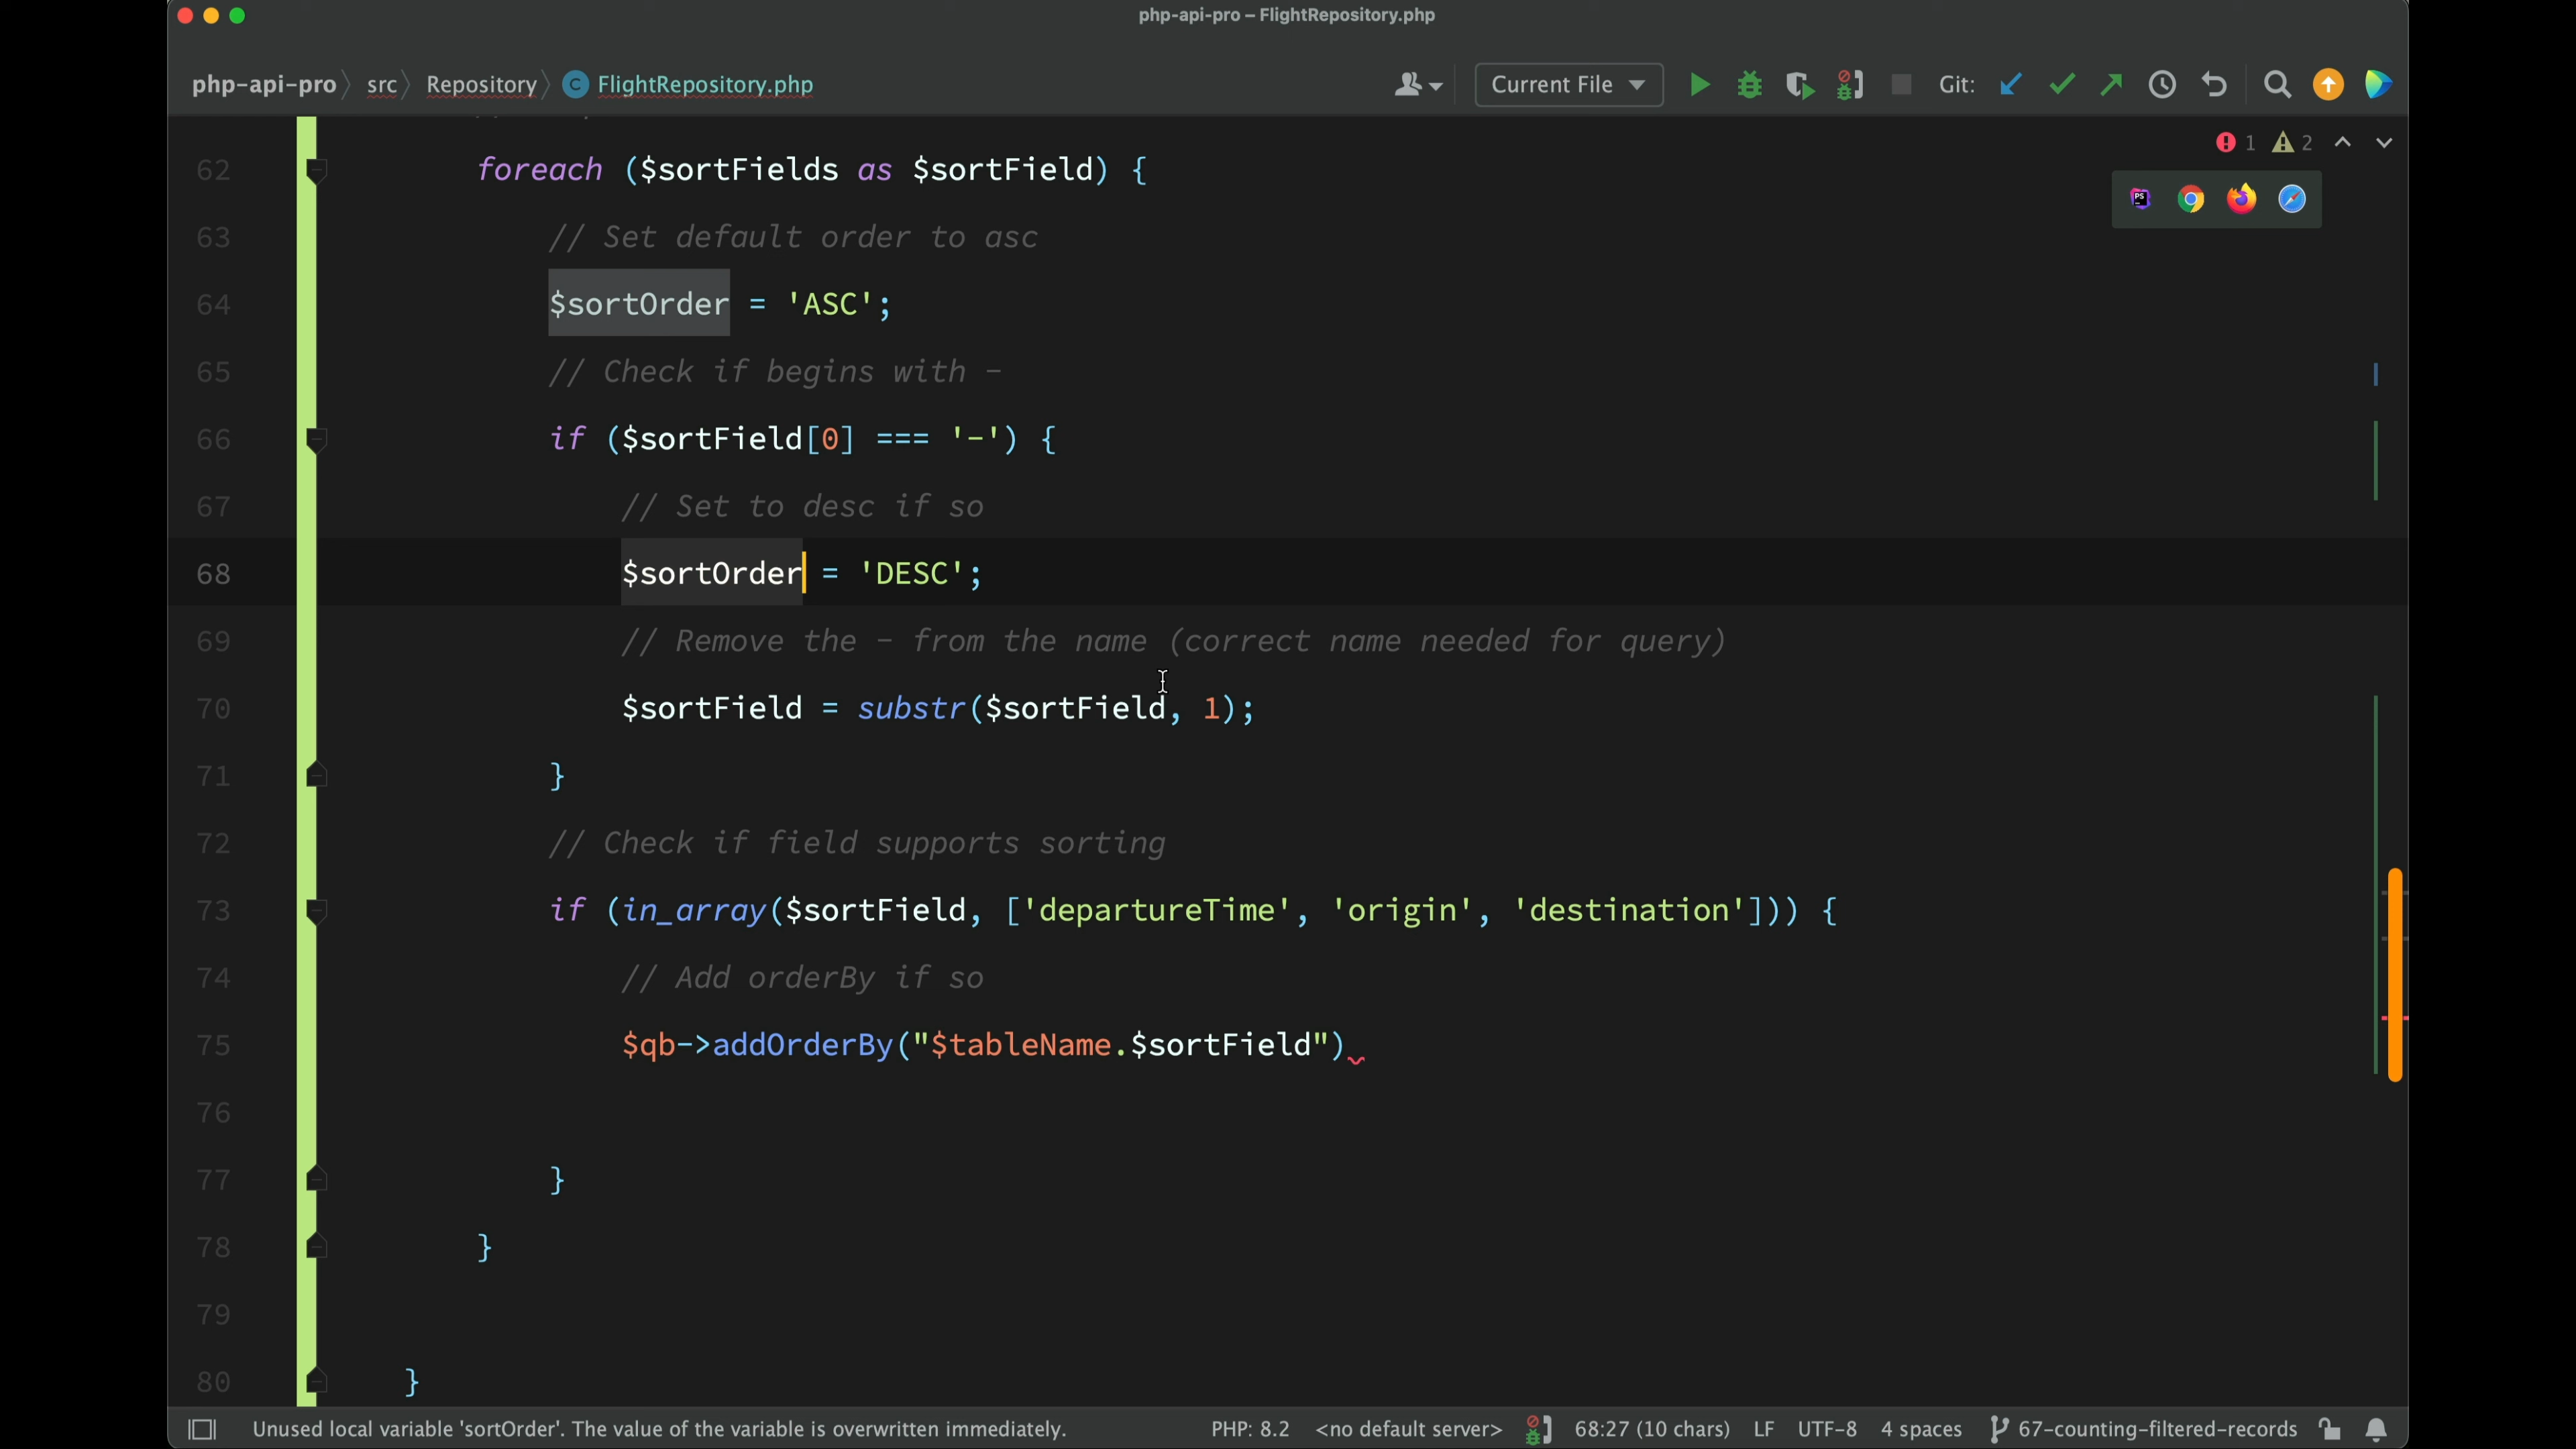 php-api-pro – FlightRepository.php
php-api-pro src Repository C FlightRepository.php Current File Git:
1 2
62 foreach ($sortFields as $sortField) {
PS
63 // Set default order to asc
64 $sortOrder = 'ASC';
65 // Check if begins with -
66 if ($sortField[0] === '-') {
67 // Set to desc if so
68 $sortOrder = 'DESC';
69 // Remove the - from the name (correct name needed for query)
70 $sortField = substr($sortField, 1);
71 }
72 // Check if field supports sorting
73 if (in_array($sortField, ['departureTime', 'origin', 'destination'])) {
74 // Add orderBy if so
75 $qb->addOrderBy("$tableName.$sortField")
76
77 }
78 }
79
80 }
Unused local variable 'sortOrder'. The value of the variable is overwritten immediately. PHP: 8.2 <no default server> 68:27 (10 chars) LF UTF-8 4 spaces 67-counting-filtered-records